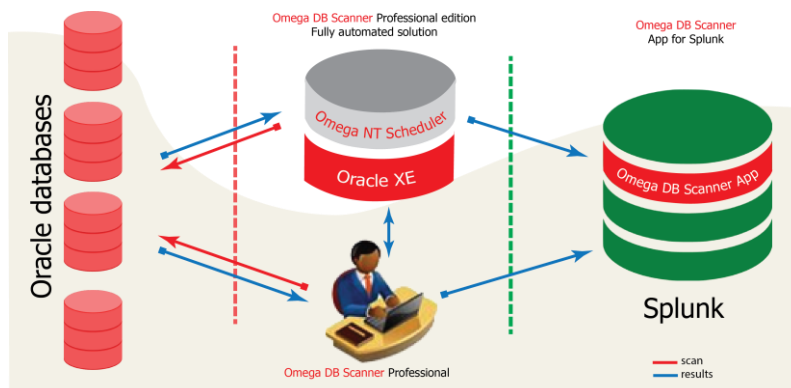 Omega DB Scanner Professional edition
Fully automated solution
Omega DB Scanner
App for Splunk
Oracle databases
Omega NT Scheduler
Oracle XE
Omega DB Scanner App
Splunk
Omega DB Scanner Professional
scan
results